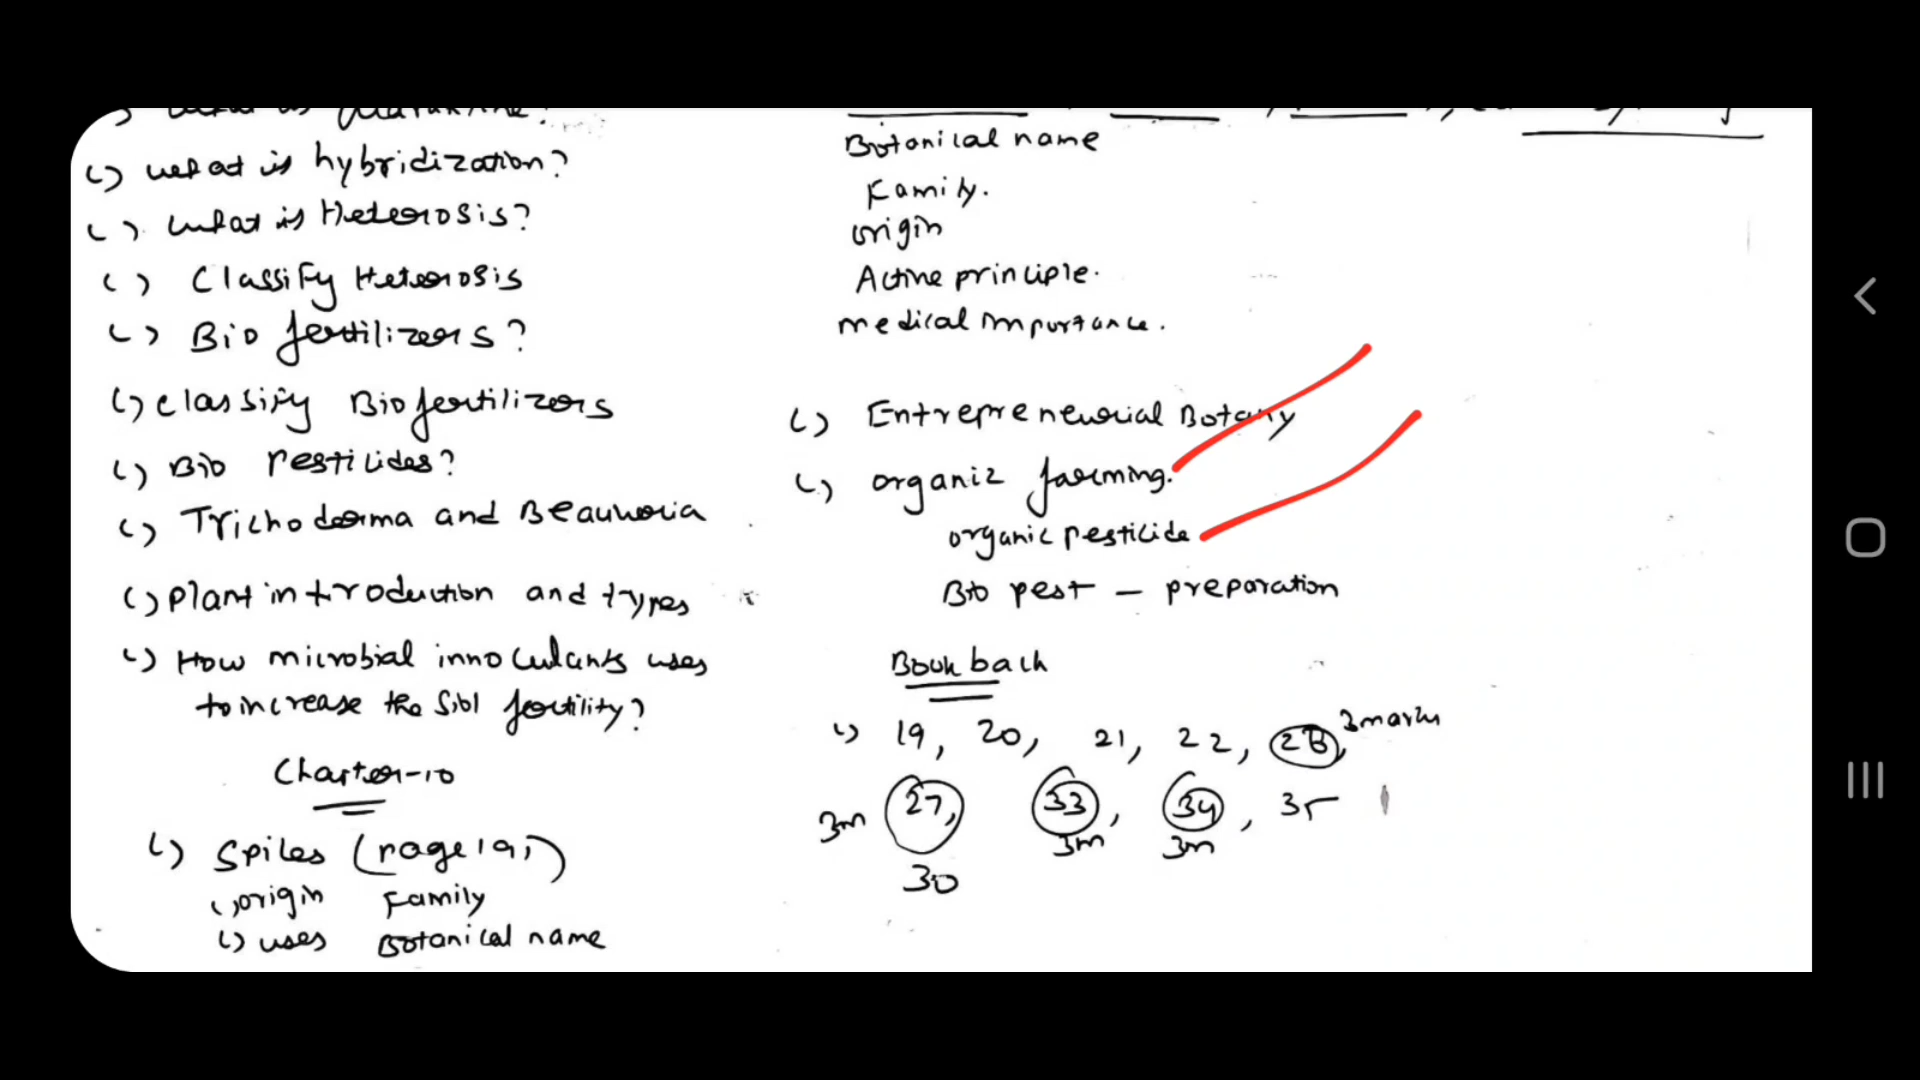 () what is hybridization?
() what is Heterosis?
() Classify Heterosis
() Bio fertilizers?
() classify Biofertilizers
() Bio Pesticides?
() Trichoderma and Beauveria
() Plant introduction and types
() How microbial innoculants uses
to increase the Soil fertility?
Chapter-10
() Spices (Page 195)
() origin Family
() uses Botanical name
Botanical name
Family.
origin
Active principle.
medical Importance.
() Entrepreneurial Botany
() organic farming.
organic pesticide
Bio pest – preparation
Book back
() 19, 20, 21, 22, 3 marks
3m 27, 33, 34, 35
3m 3m
30